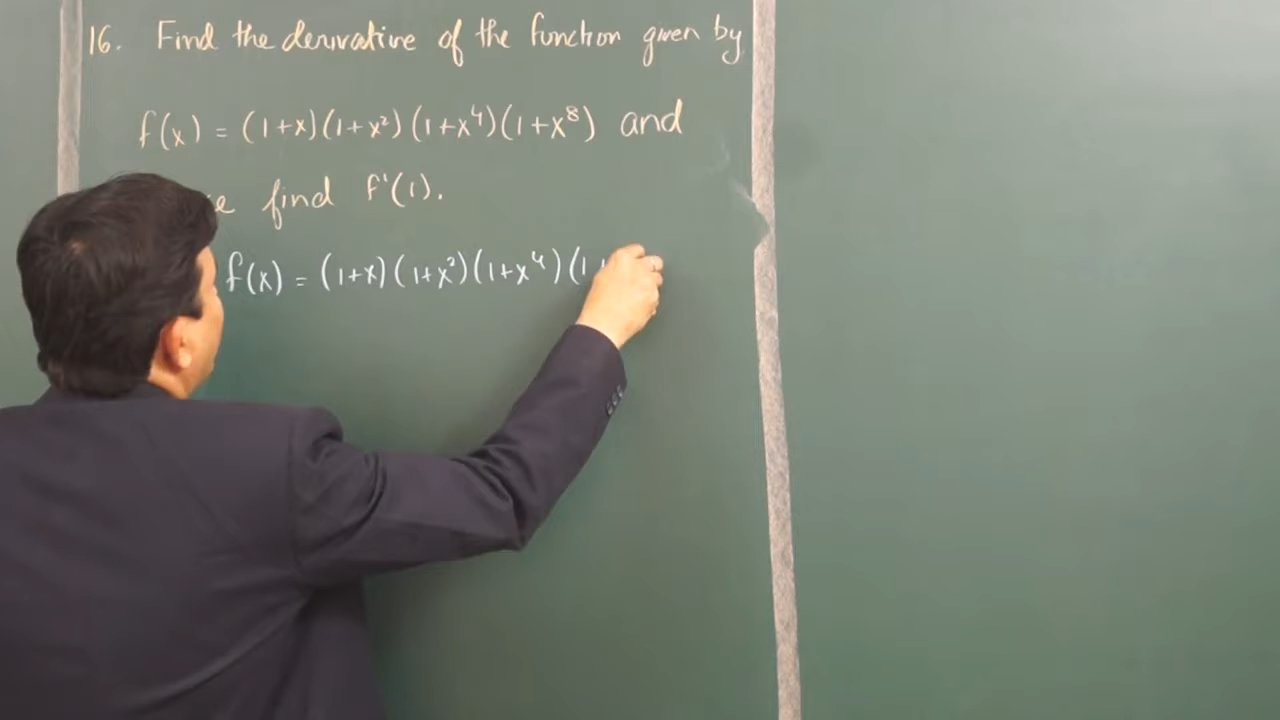 16. Find the derivative of the function given by
f(x) = (1+x)(1+x²)(1+x⁴)(1+x⁸) and
find f'(1).
f(x) = (1+x)(1+x²)(1+x⁴)(1+